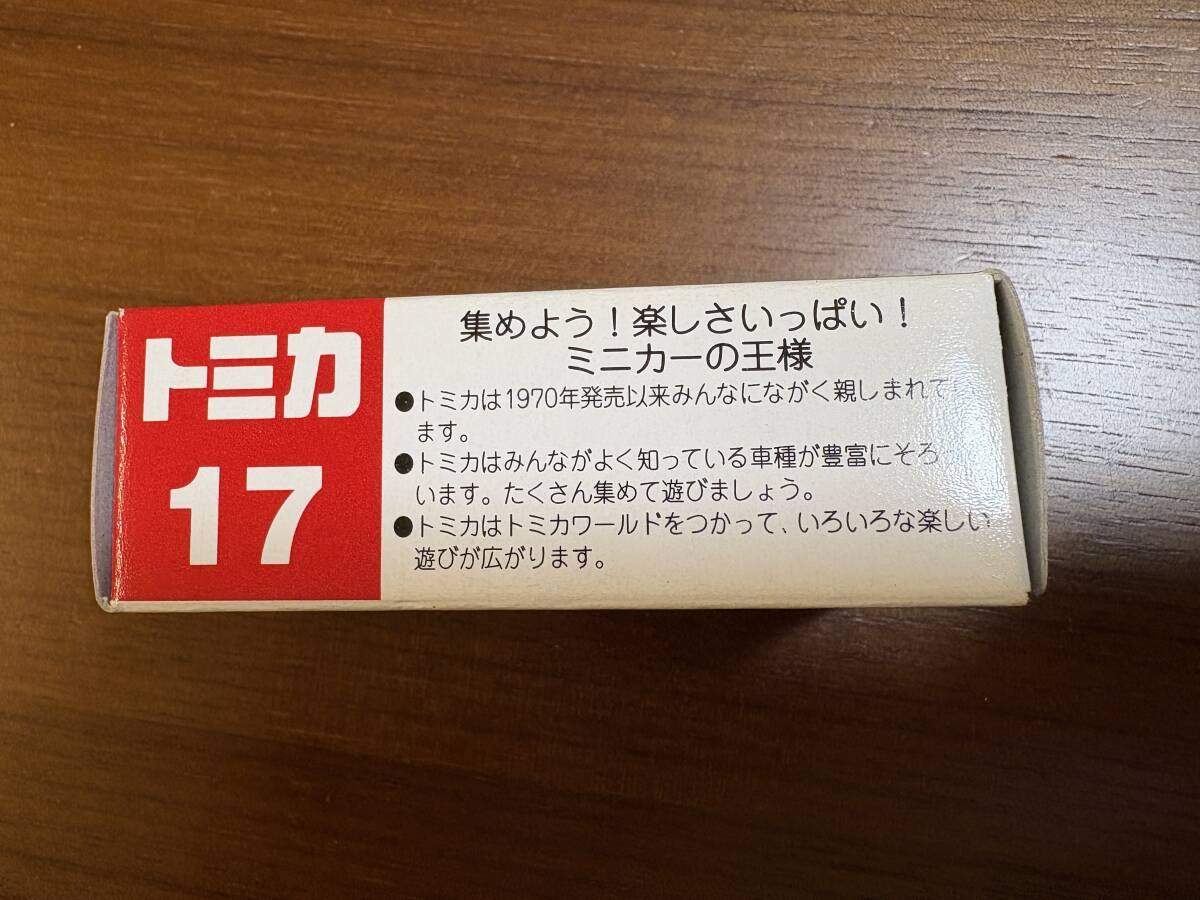 トミカ
17
集めよう!楽しさいっぱい!
ミニカーの王様
●トミカは1970年発売以来みんなにながく親しまれて
ます。
●トミカはみんながよく知っている車種が豊富にそろ
います。たくさん集めて遊びましょう。
●トミカはトミカワールドをつかって、いろいろな楽しい
遊びが広がります。